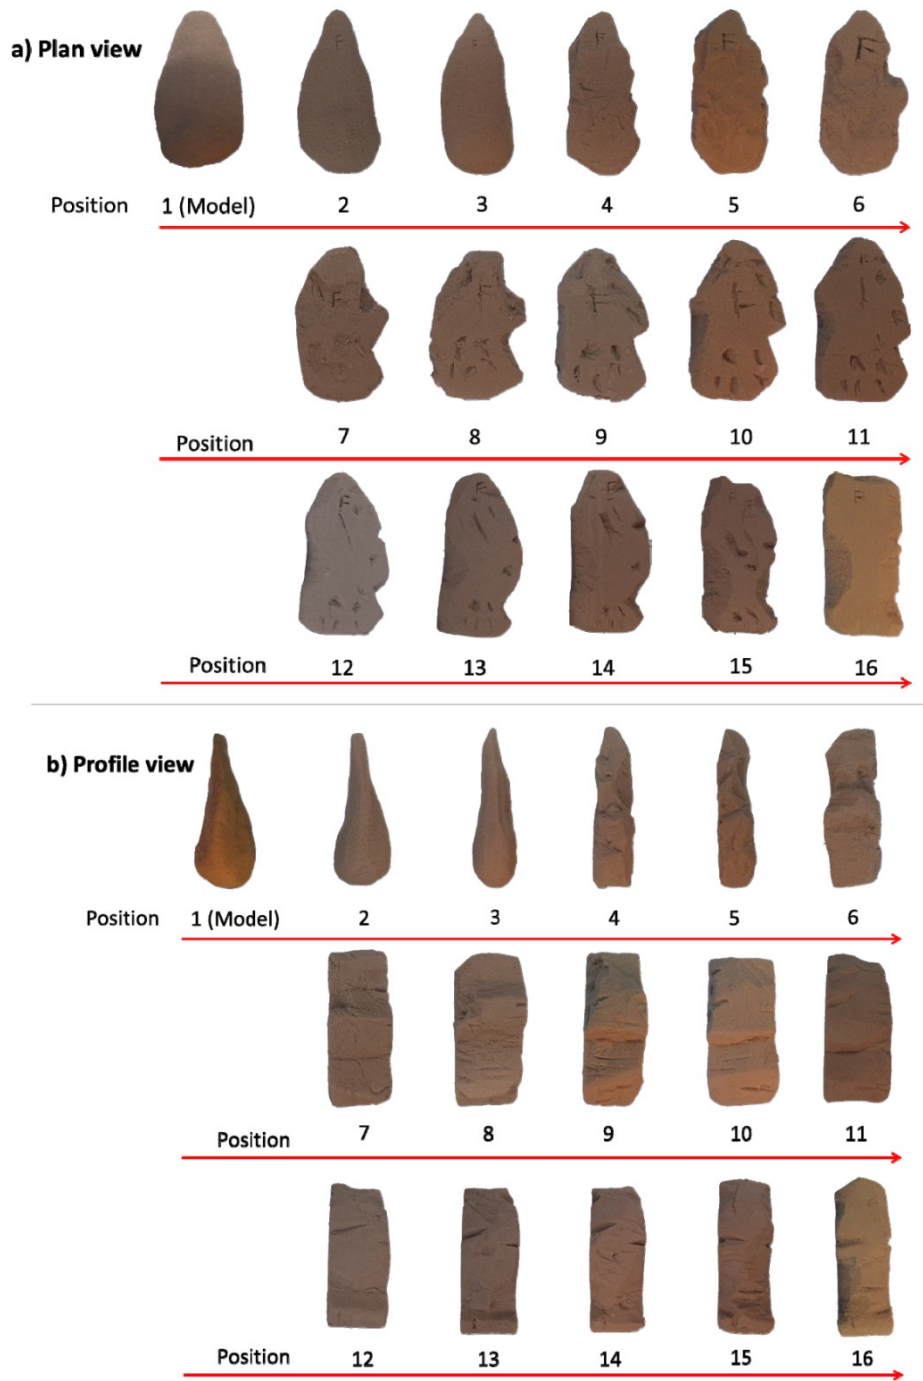 a) Plan view
F F F F F
Position 1 (Model) 2 3 4 5 6
F F F F F
Position 7 8 9 10 11
F F F F F
Position 12 13 14 15 16
b) Profile view
Position 1 (Model) 2 3 4 5 6
Position 7 8 9 10 11
Position 12 13 14 15 16